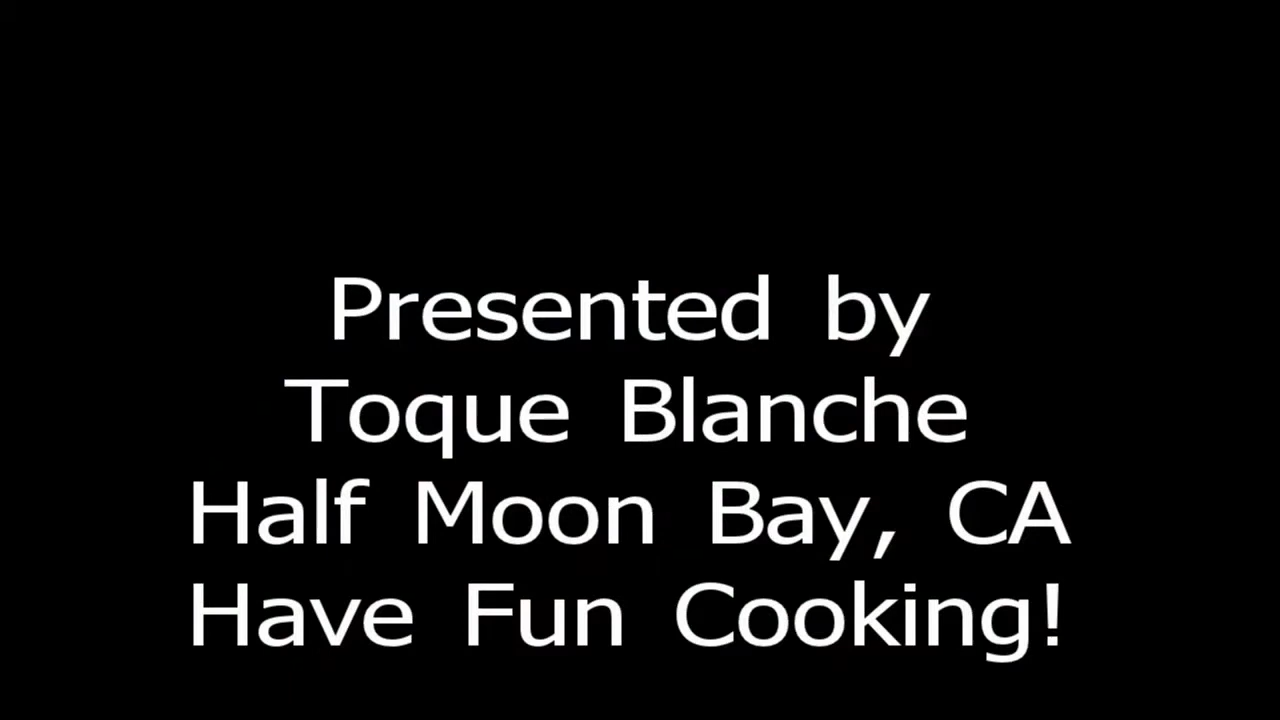 Presented by
Toque Blanche
Half Moon Bay, CA
Have Fun Cooking!